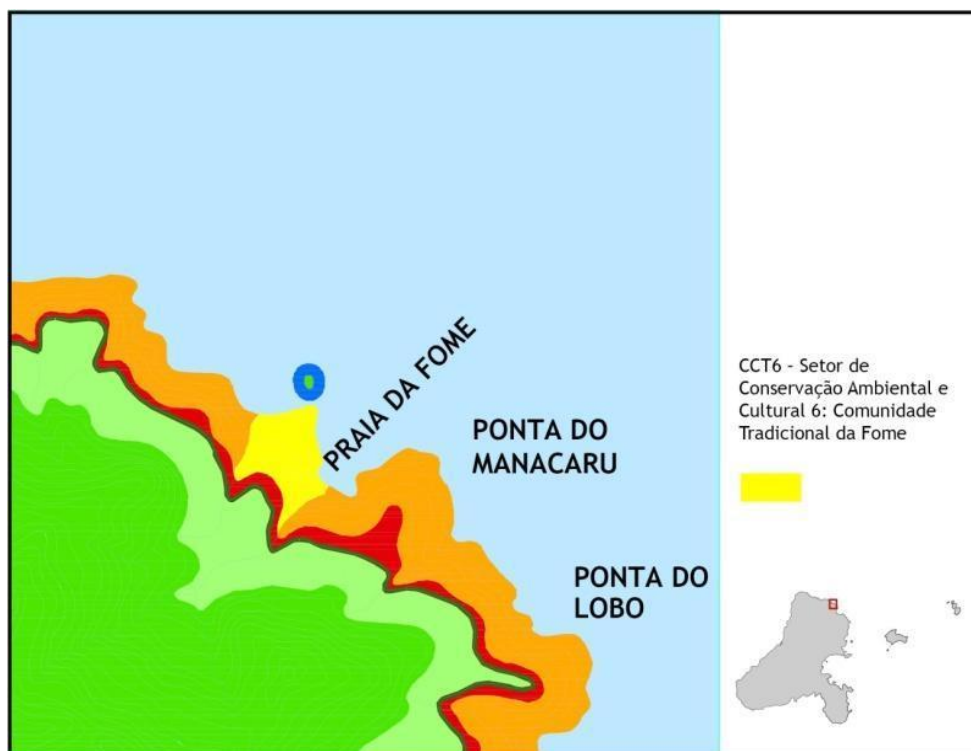 PRAIA DA FOME
PONTA DO
MANACARU
PONTA DO
LOBO
CCT6 - Setor de
Conservação Ambiental e
Cultural 6: Comunidade
Tradicional da Fome